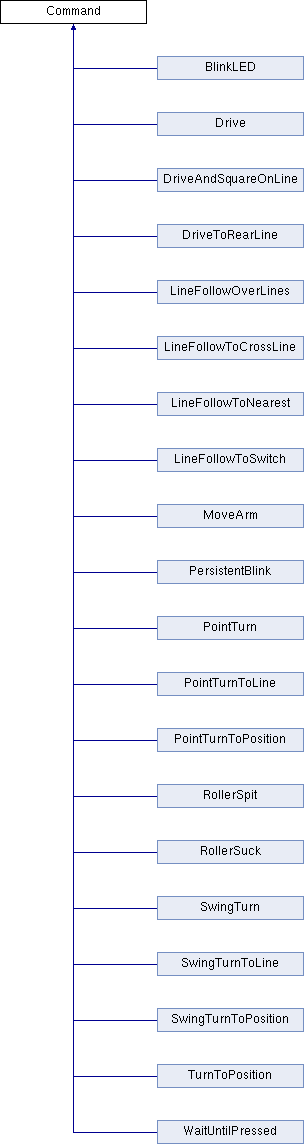 Command
BlinkLED
Drive
DriveAndSquareOnLine
DriveToRearLine
LineFollowOverLines
LineFollowToCrossLine
LineFollowToNearest
LineFollowToSwitch
MoveArm
PersistentBlink
PointTurn
PointTurnToLine
PointTurnToPosition
RollerSpit
RollerSuck
SwingTurn
SwingTurnToLine
SwingTurnToPosition
TurnToPosition
WaitUntilPressed